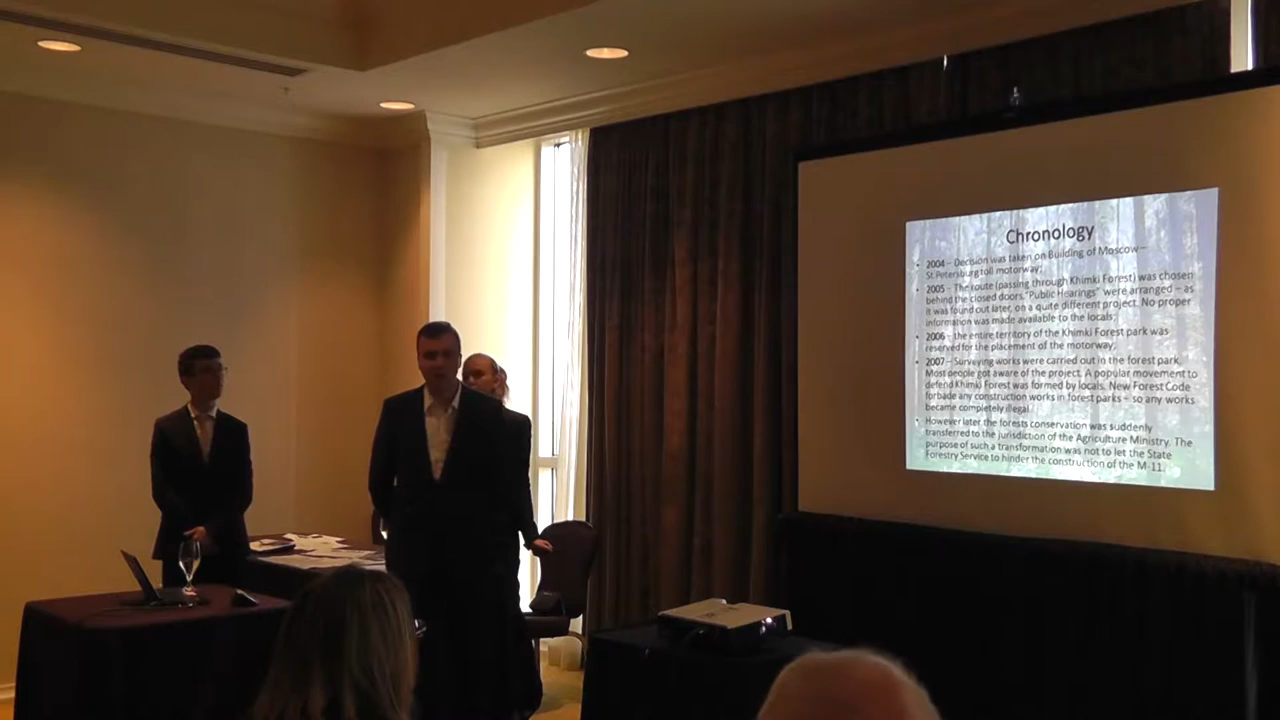 Chronology
• 2004 – Decision was taken on Building of Moscow –
St Petersburg toll motorway;
• 2005 – The route (passing through Khimki Forest) was chosen
behind the closed doors. "Public Hearings" were arranged – as
it was found out later, on a quite different project. No proper
information was made available to the locals;
• 2006 – the entire territory of the Khimki Forest park was
reserved for the placement of the motorway;
• 2007 – Surveying works were carried out in the forest park.
Most people got aware of the project. A popular movement to
defend Khimki Forest was formed by locals. New Forest Code
forbade any construction works in forest parks – so any works
became completely illegal
• However later the forests conservation was suddenly
transferred to the jurisdiction of the Agriculture Ministry. The
purpose of such a transformation was not to let the State
Forestry Service to hinder the construction of the M-11.